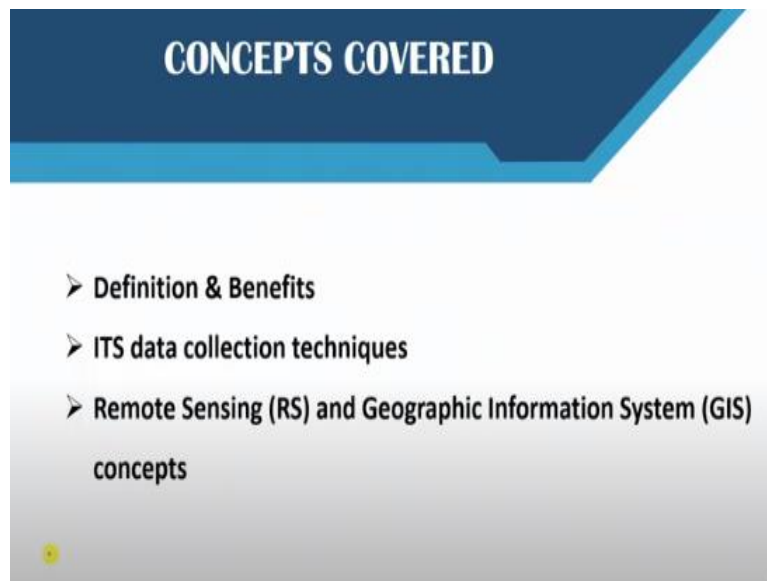 CONCEPTS COVERED
➢ Definition & Benefits
➢ ITS data collection techniques
➢ Remote Sensing (RS) and Geographic Information System (GIS)
concepts